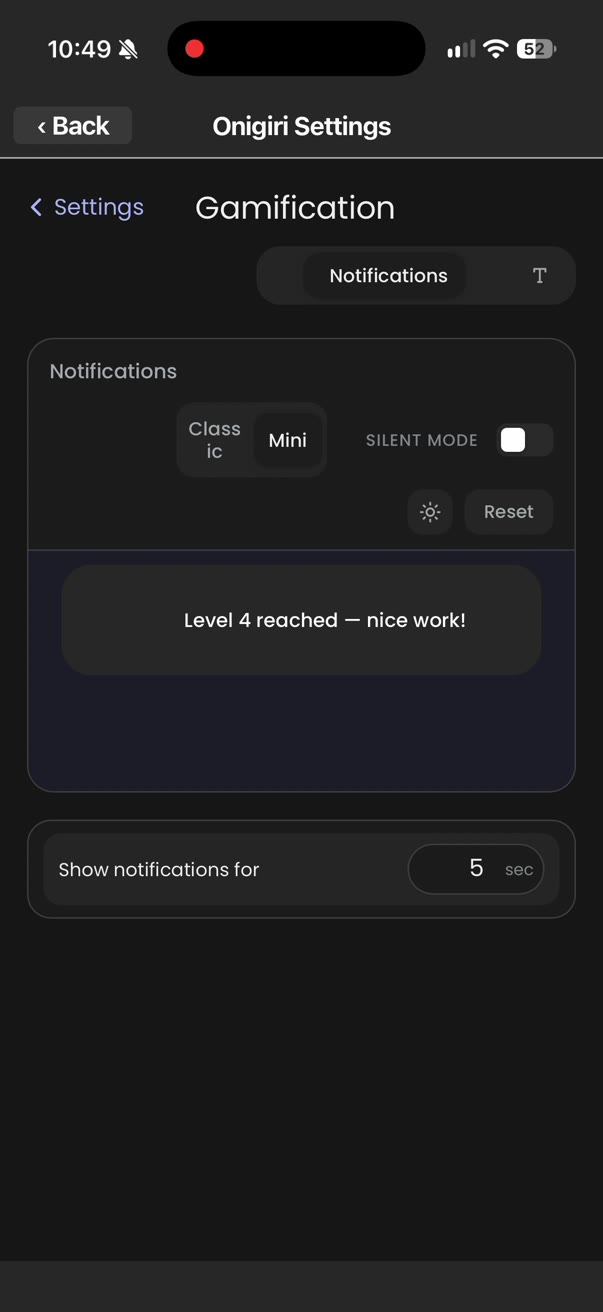 10:49
52
‹ Back
Onigiri Settings
Settings
Gamification
Notifications
T
Notifications
Class
ic
Mini
SILENT MODE
Reset
Level 4 reached — nice work!
Show notifications for
5 sec